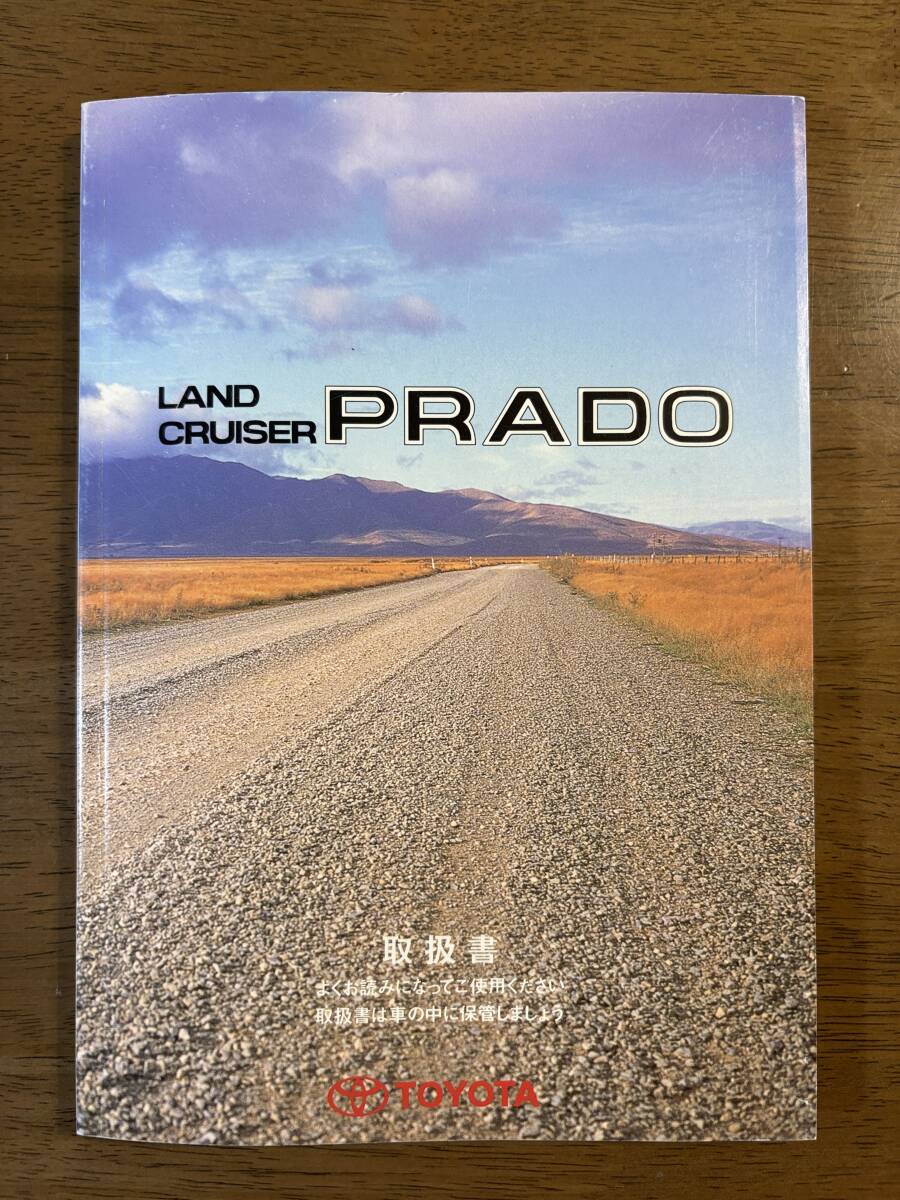 LAND
CRUISER PRADO
取扱書
よくお読みになってご使用ください
取扱書は車の中に保管しましょう
TOYOTA